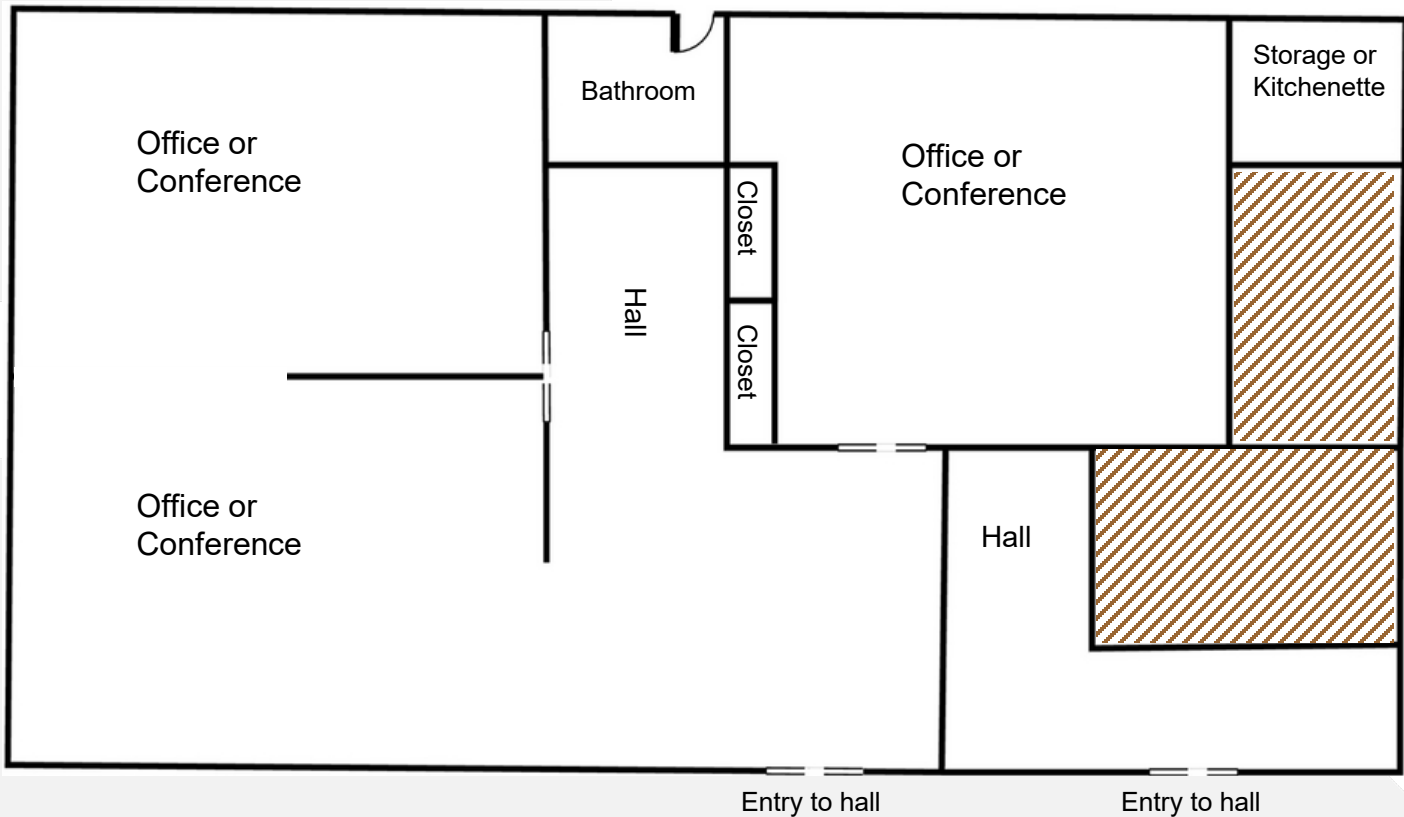 Storage or
Kitchenette
Bathroom
Office or
Conference
Office or
Conference
Closet
Hall
Closet
Office or
Conference
Hall
Entry to hall
Entry to hall